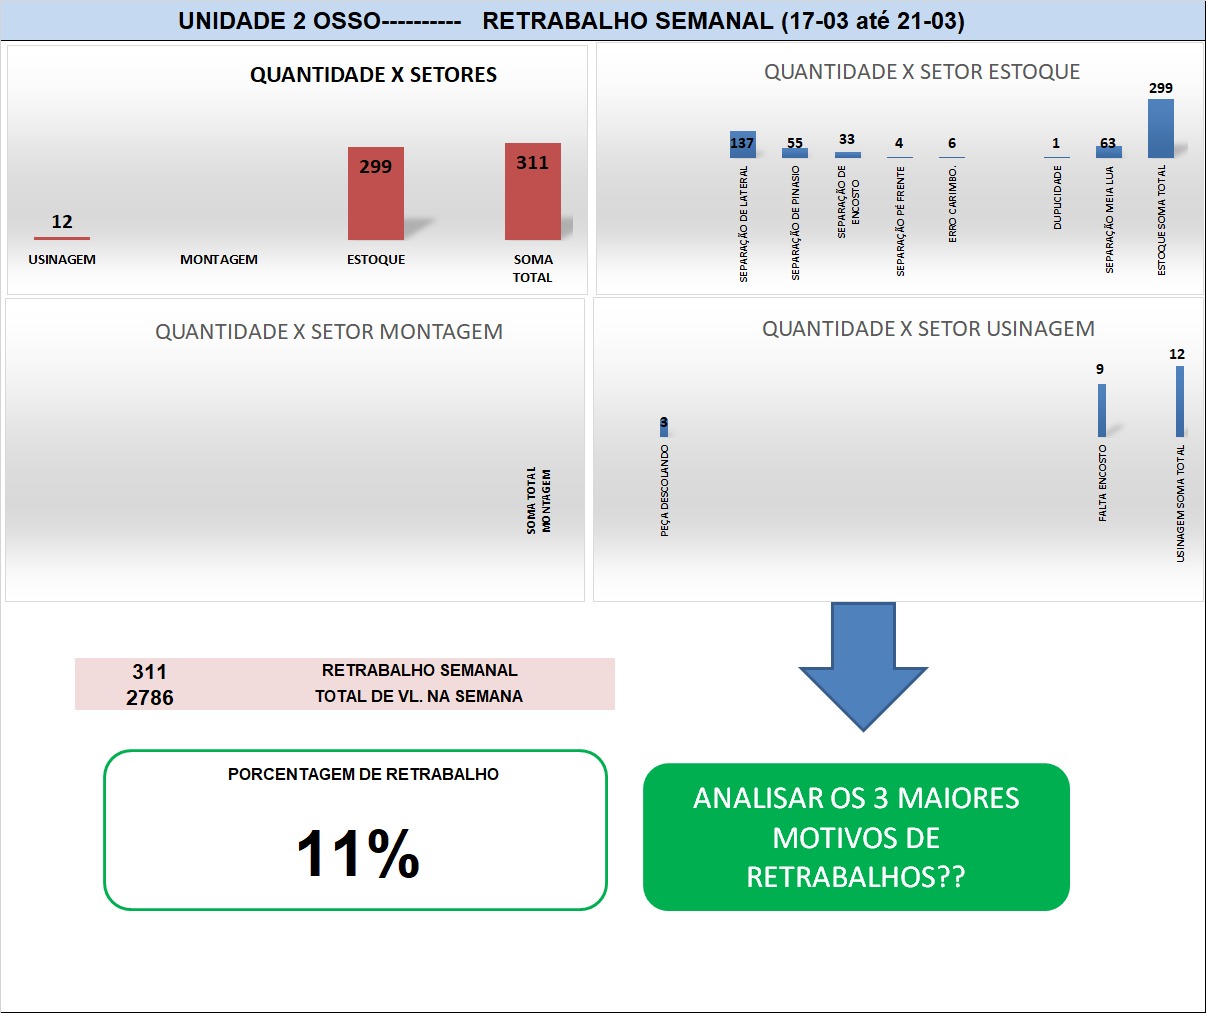 UNIDADE 2 OSSO---------- RETRABALHO SEMANAL (17-03 até 21-03)
QUANTIDADE X SETORES
12
299
311
USINAGEM
MONTAGEM
ESTOQUE
SOMA
TOTAL
QUANTIDADE X SETOR ESTOQUE
137
55
33
4
6
1
63
299
SEPARAÇÃO DE LATERAL
SEPARAÇÃO DE PINASIO
SEPARAÇÃO DE
ENCOSTO
SEPARAÇÃO PÉ FRENTE
ERRO CARIMBO.
DUPLICIDADE
SEPARAÇÃO MEIA LUA
ESTOQUE SOMA TOTAL
QUANTIDADE X SETOR MONTAGEM
SOMA TOTAL
MONTAGEM
QUANTIDADE X SETOR USINAGEM
3
9
12
PEÇA DESCOLANDO
FALTA ENCOSTO
USINAGEM SOMA TOTAL
311 RETRABALHO SEMANAL
2786 TOTAL DE VL. NA SEMANA
PORCENTAGEM DE RETRABALHO
11%
ANALISAR OS 3 MAIORES
MOTIVOS DE
RETRABALHOS??